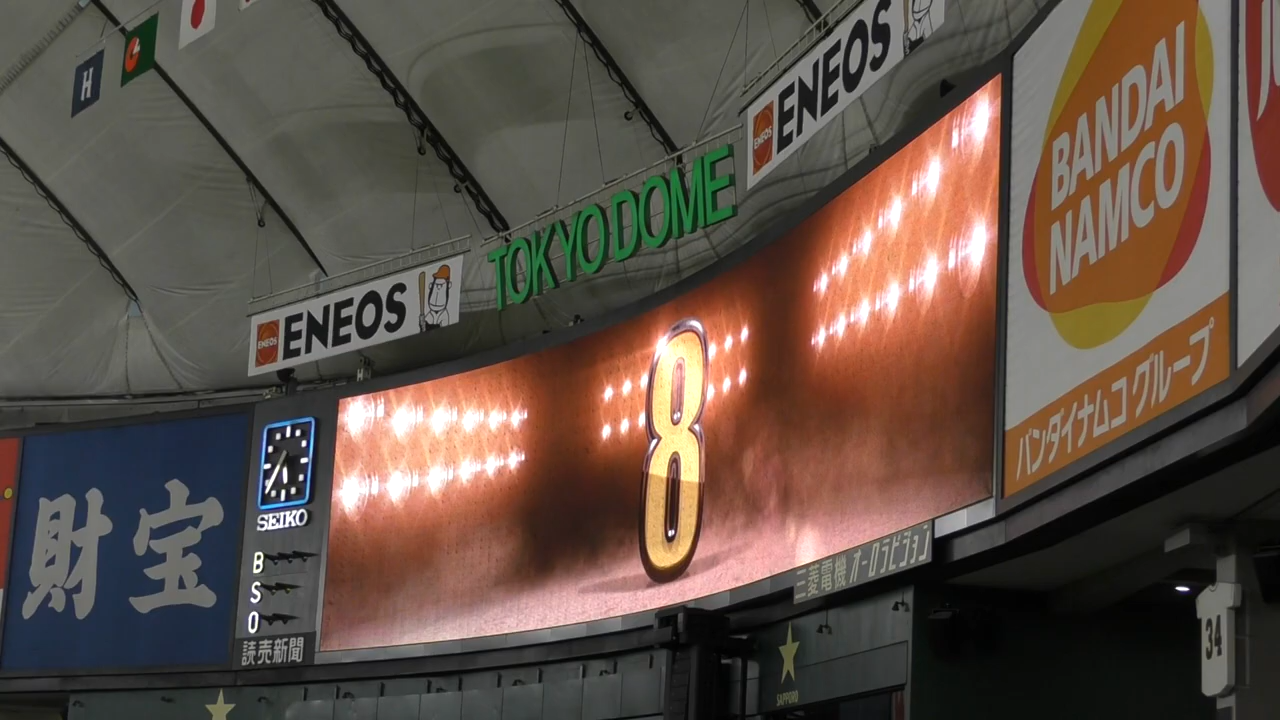 H
ENEOS
ENEOS
TOKYO DOME
ENEOS
ENEOS
BANDAI
NAMCO
バンダイナムコグループ
財宝
SEIKO
B
S
O
読売新聞
8
三菱電機 オーロラビジョン
SAPPORO
34